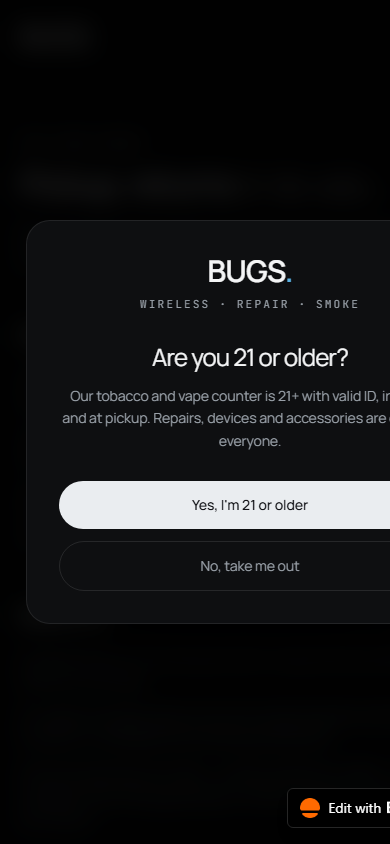 BUGS.
WIRELESS · REPAIR · SMOKE
Are you 21 or older?
Our tobacco and vape counter is 21+ with valid ID, in
and at pickup. Repairs, devices and accessories are
everyone.
Yes, I'm 21 or older
No, take me out
Edit with